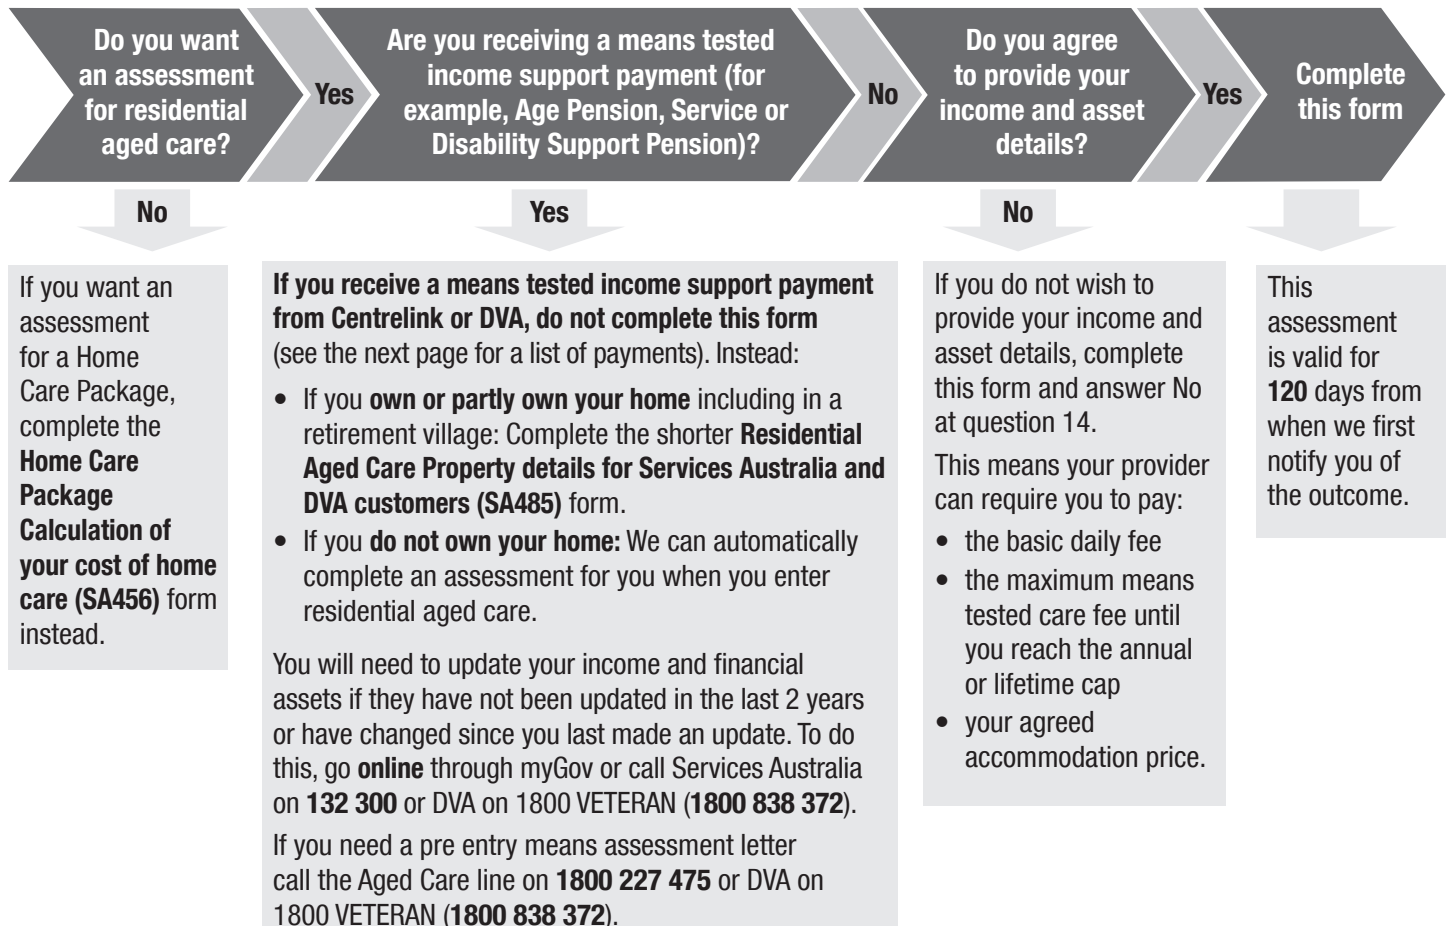 Do you want
an assessment
for residential
aged care?
Yes
Are you receiving a means tested
income support payment (for
example, Age Pension, Service or
Disability Support Pension)?
No
Do you agree
to provide your
income and asset
details?
Yes
Complete
this form
No
If you want an
assessment
for a Home
Care Package,
complete the
Home Care
Package
Calculation of
your cost of home
care (SA456) form
instead.
Yes
If you receive a means tested income support payment
from Centrelink or DVA, do not complete this form
(see the next page for a list of payments). Instead:
• If you own or partly own your home including in a
retirement village: Complete the shorter Residential
Aged Care Property details for Services Australia and
DVA customers (SA485) form.
• If you do not own your home: We can automatically
complete an assessment for you when you enter
residential aged care.
You will need to update your income and financial
assets if they have not been updated in the last 2 years
or have changed since you last made an update. To do
this, go online through myGov or call Services Australia
on 132 300 or DVA on 1800 VETERAN (1800 838 372).
If you need a pre entry means assessment letter
call the Aged Care line on 1800 227 475 or DVA on
1800 VETERAN (1800 838 372).
No
If you do not wish to
provide your income and
asset details, complete
this form and answer No
at question 14.
This means your provider
can require you to pay:
• the basic daily fee
• the maximum means
tested care fee until
you reach the annual
or lifetime cap
• your agreed
accommodation price.
This
assessment
is valid for
120 days from
when we first
notify you of
the outcome.